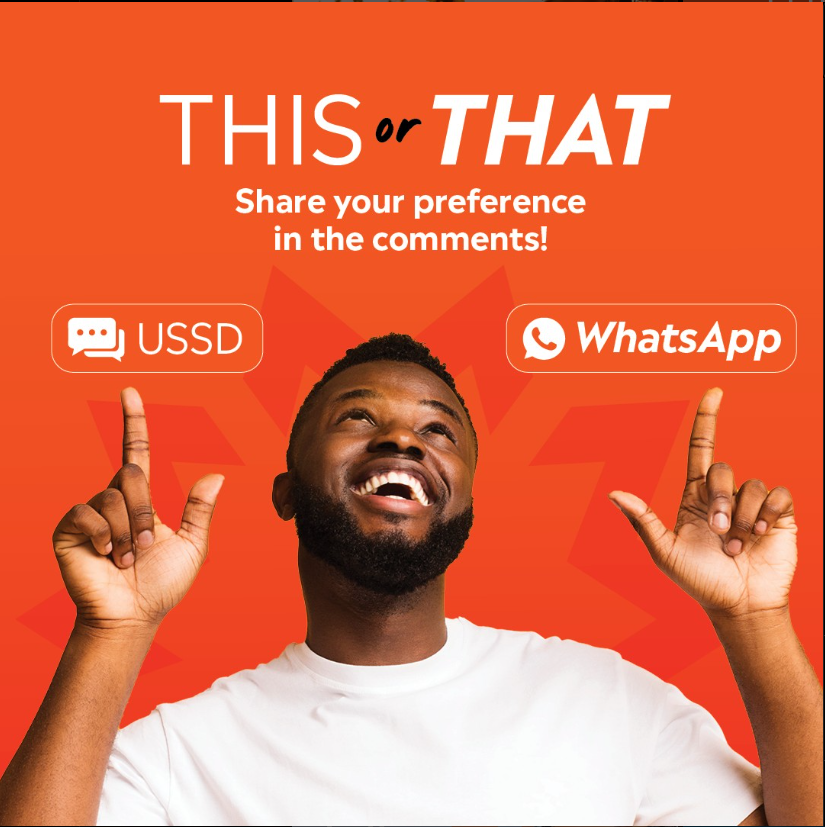 THIS or THAT
Share your preference
in the comments!
USSD
WhatsApp